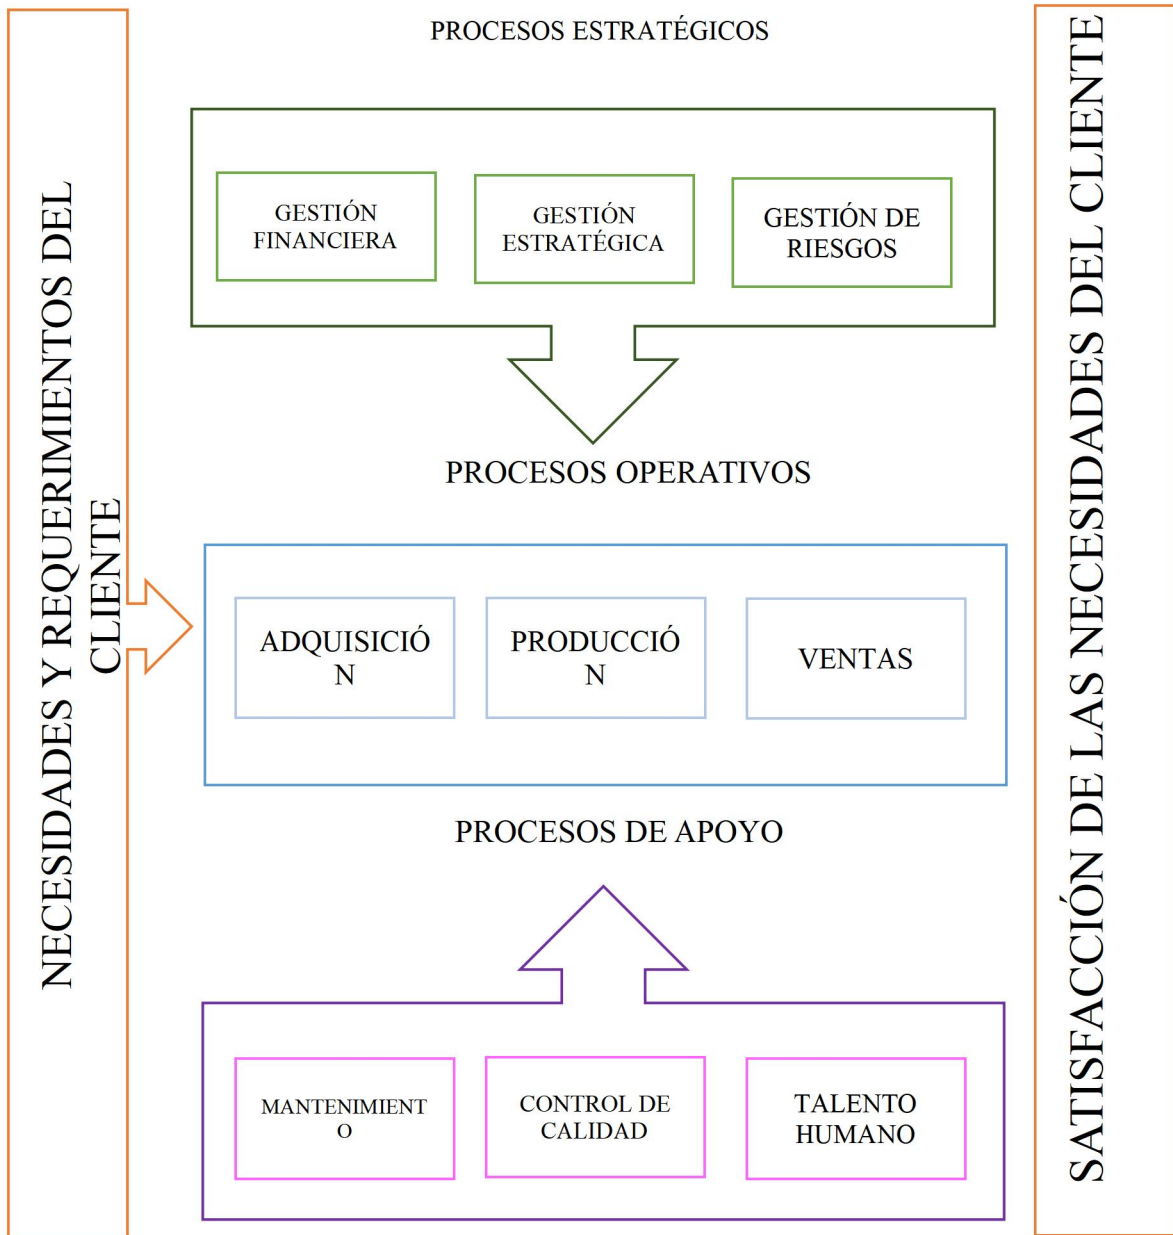 PROCESOS ESTRATÉGICOS
NECESIDADES Y REQUERIMIENTOS DEL
CLIENTE
GESTIÓN
FINANCIERA
GESTIÓN
ESTRATÉGICA
GESTIÓN DE
RIESGOS
PROCESOS OPERATIVOS
ADQUISICIÓ
N
PRODUCCIÓ
N
VENTAS
PROCESOS DE APOYO
MANTENIMIENT
O
CONTROL DE
CALIDAD
TALENTO
HUMANO
SATISFACCIÓN DE LAS NECESIDADES DEL CLIENTE